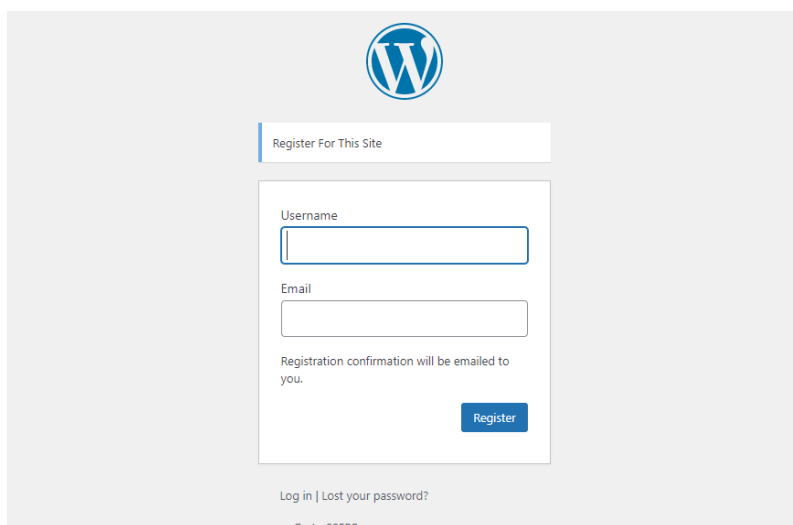 Register For This Site
Username
Email
Registration confirmation will be emailed to
you.
Register
Log in | Lost your password?